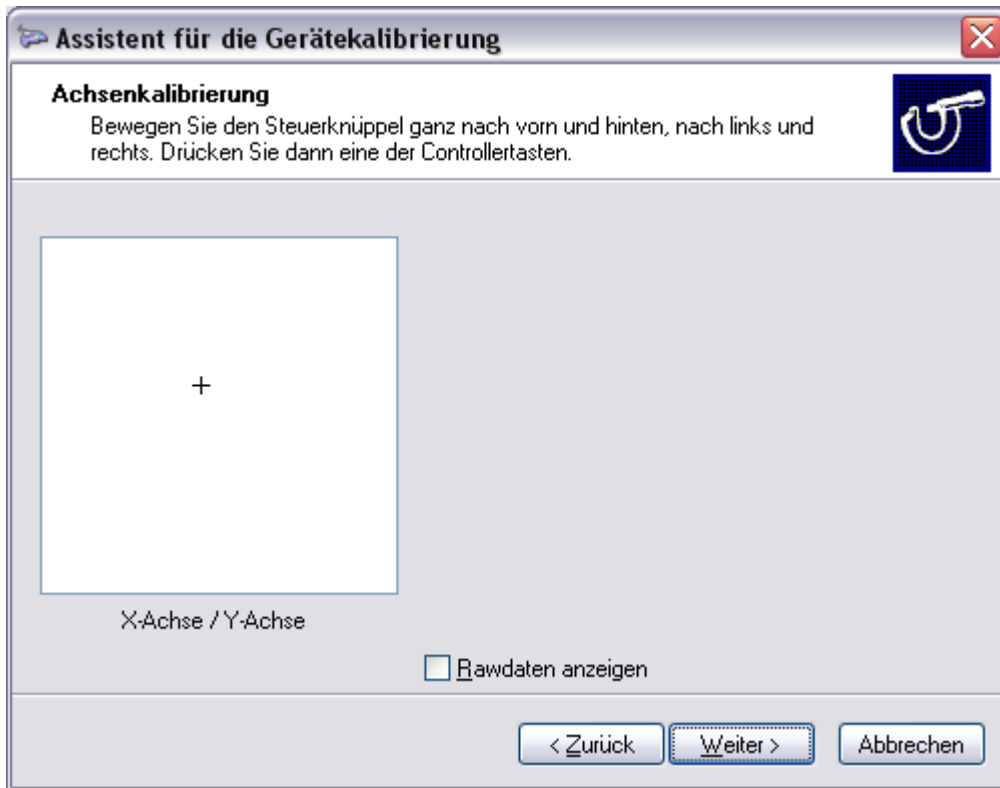 Assistent für die Gerätekalibrierung
Achsenkalibrierung
Bewegen Sie den Steuerknüppel ganz nach vorn und hinten, nach links und
rechts. Drücken Sie dann eine der Controllertasten.
X-Achse / Y-Achse
Rawdaten anzeigen
< Zurück
Weiter >
Abbrechen